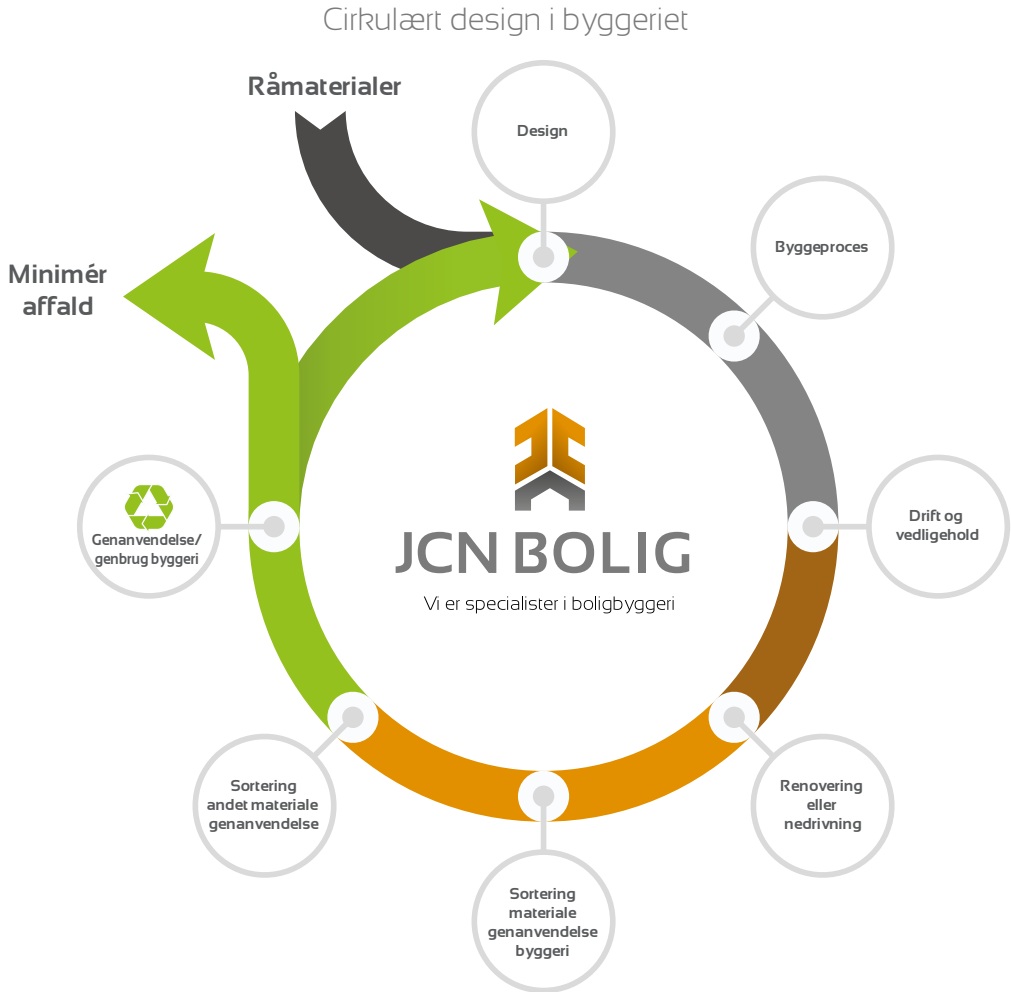 Cirkulært design i byggeriet
Råmaterialer
Design
Byggeproces
Minimér
affald
Drift og
vedligehold
Genanvendelse/
genbrug byggeri
JCN BOLIG
Vi er specialister i boligbyggeri
Sortering
andet materiale
genanvendelse
Renovering
eller
nedrivning
Sortering
materiale
genanvendelse
byggeri